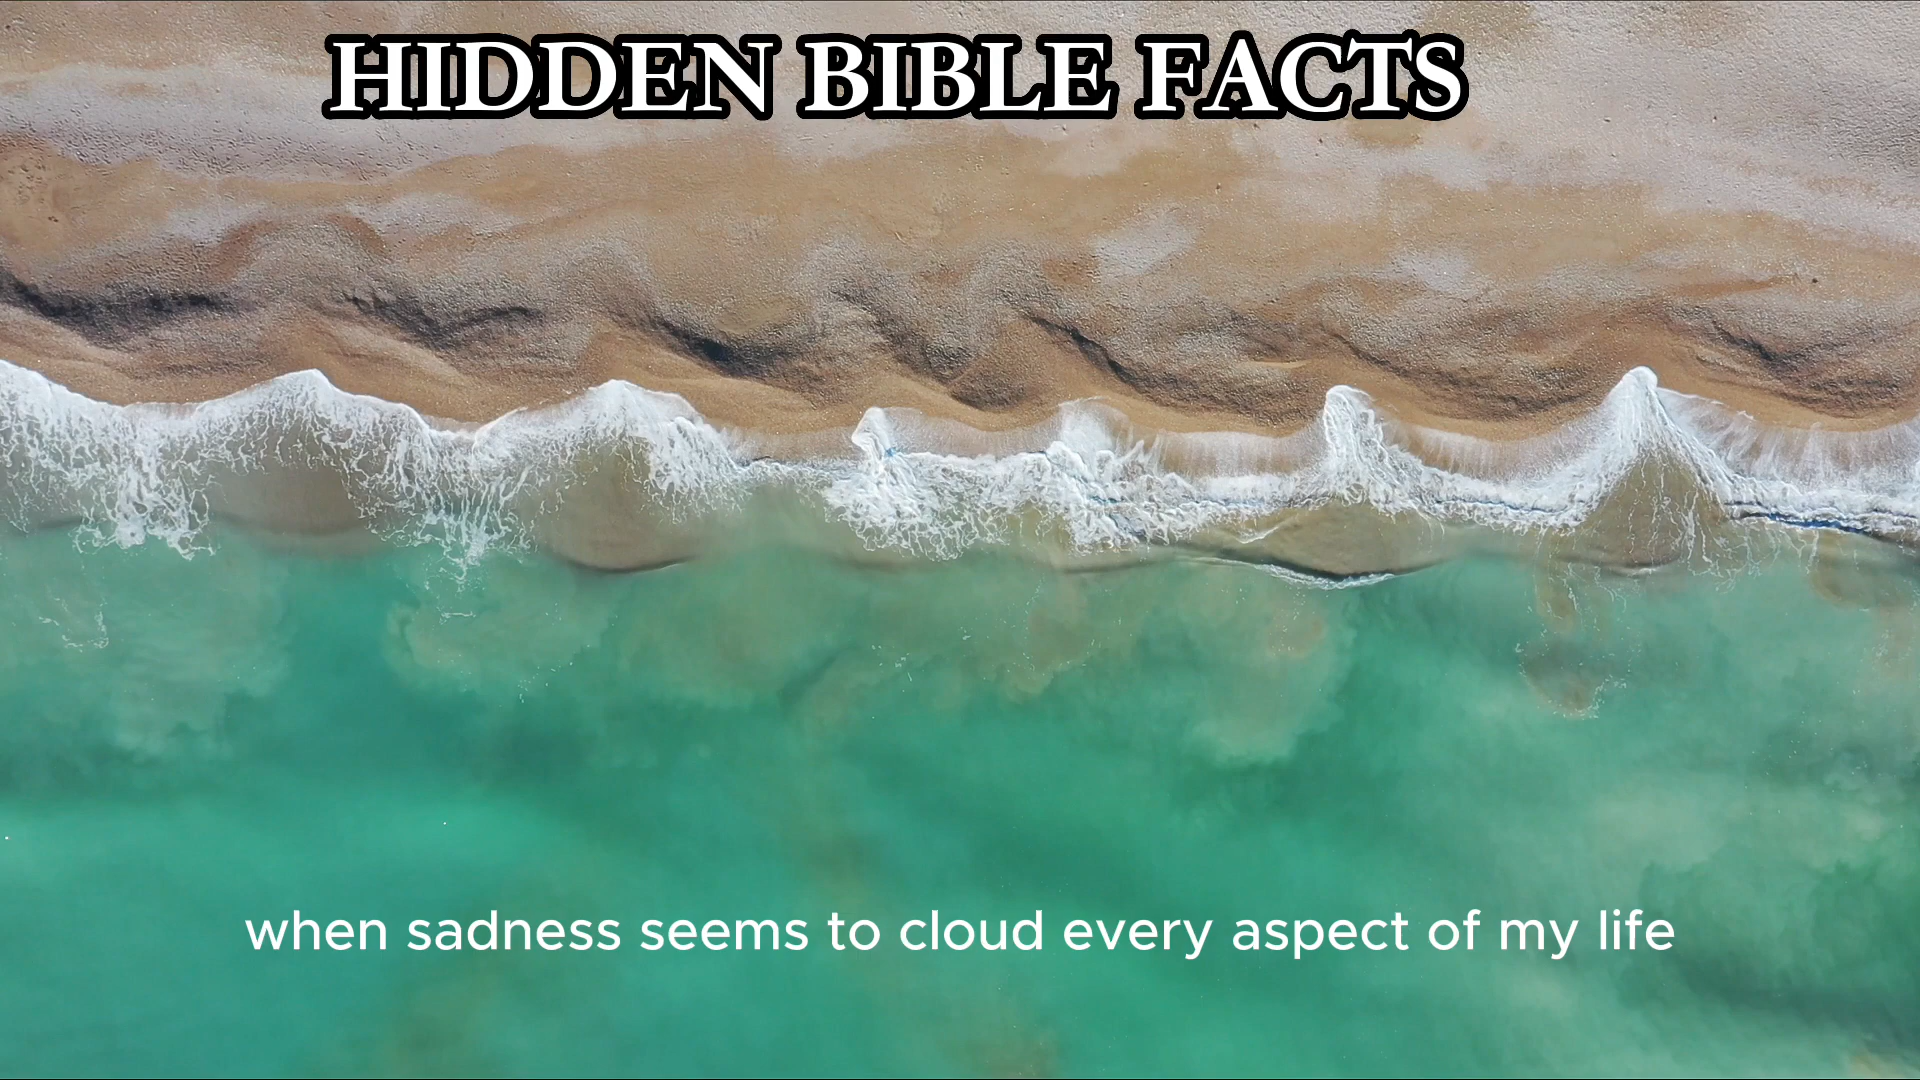 HIDDEN BIBLE FACTS
when sadness seems to cloud every aspect of my life